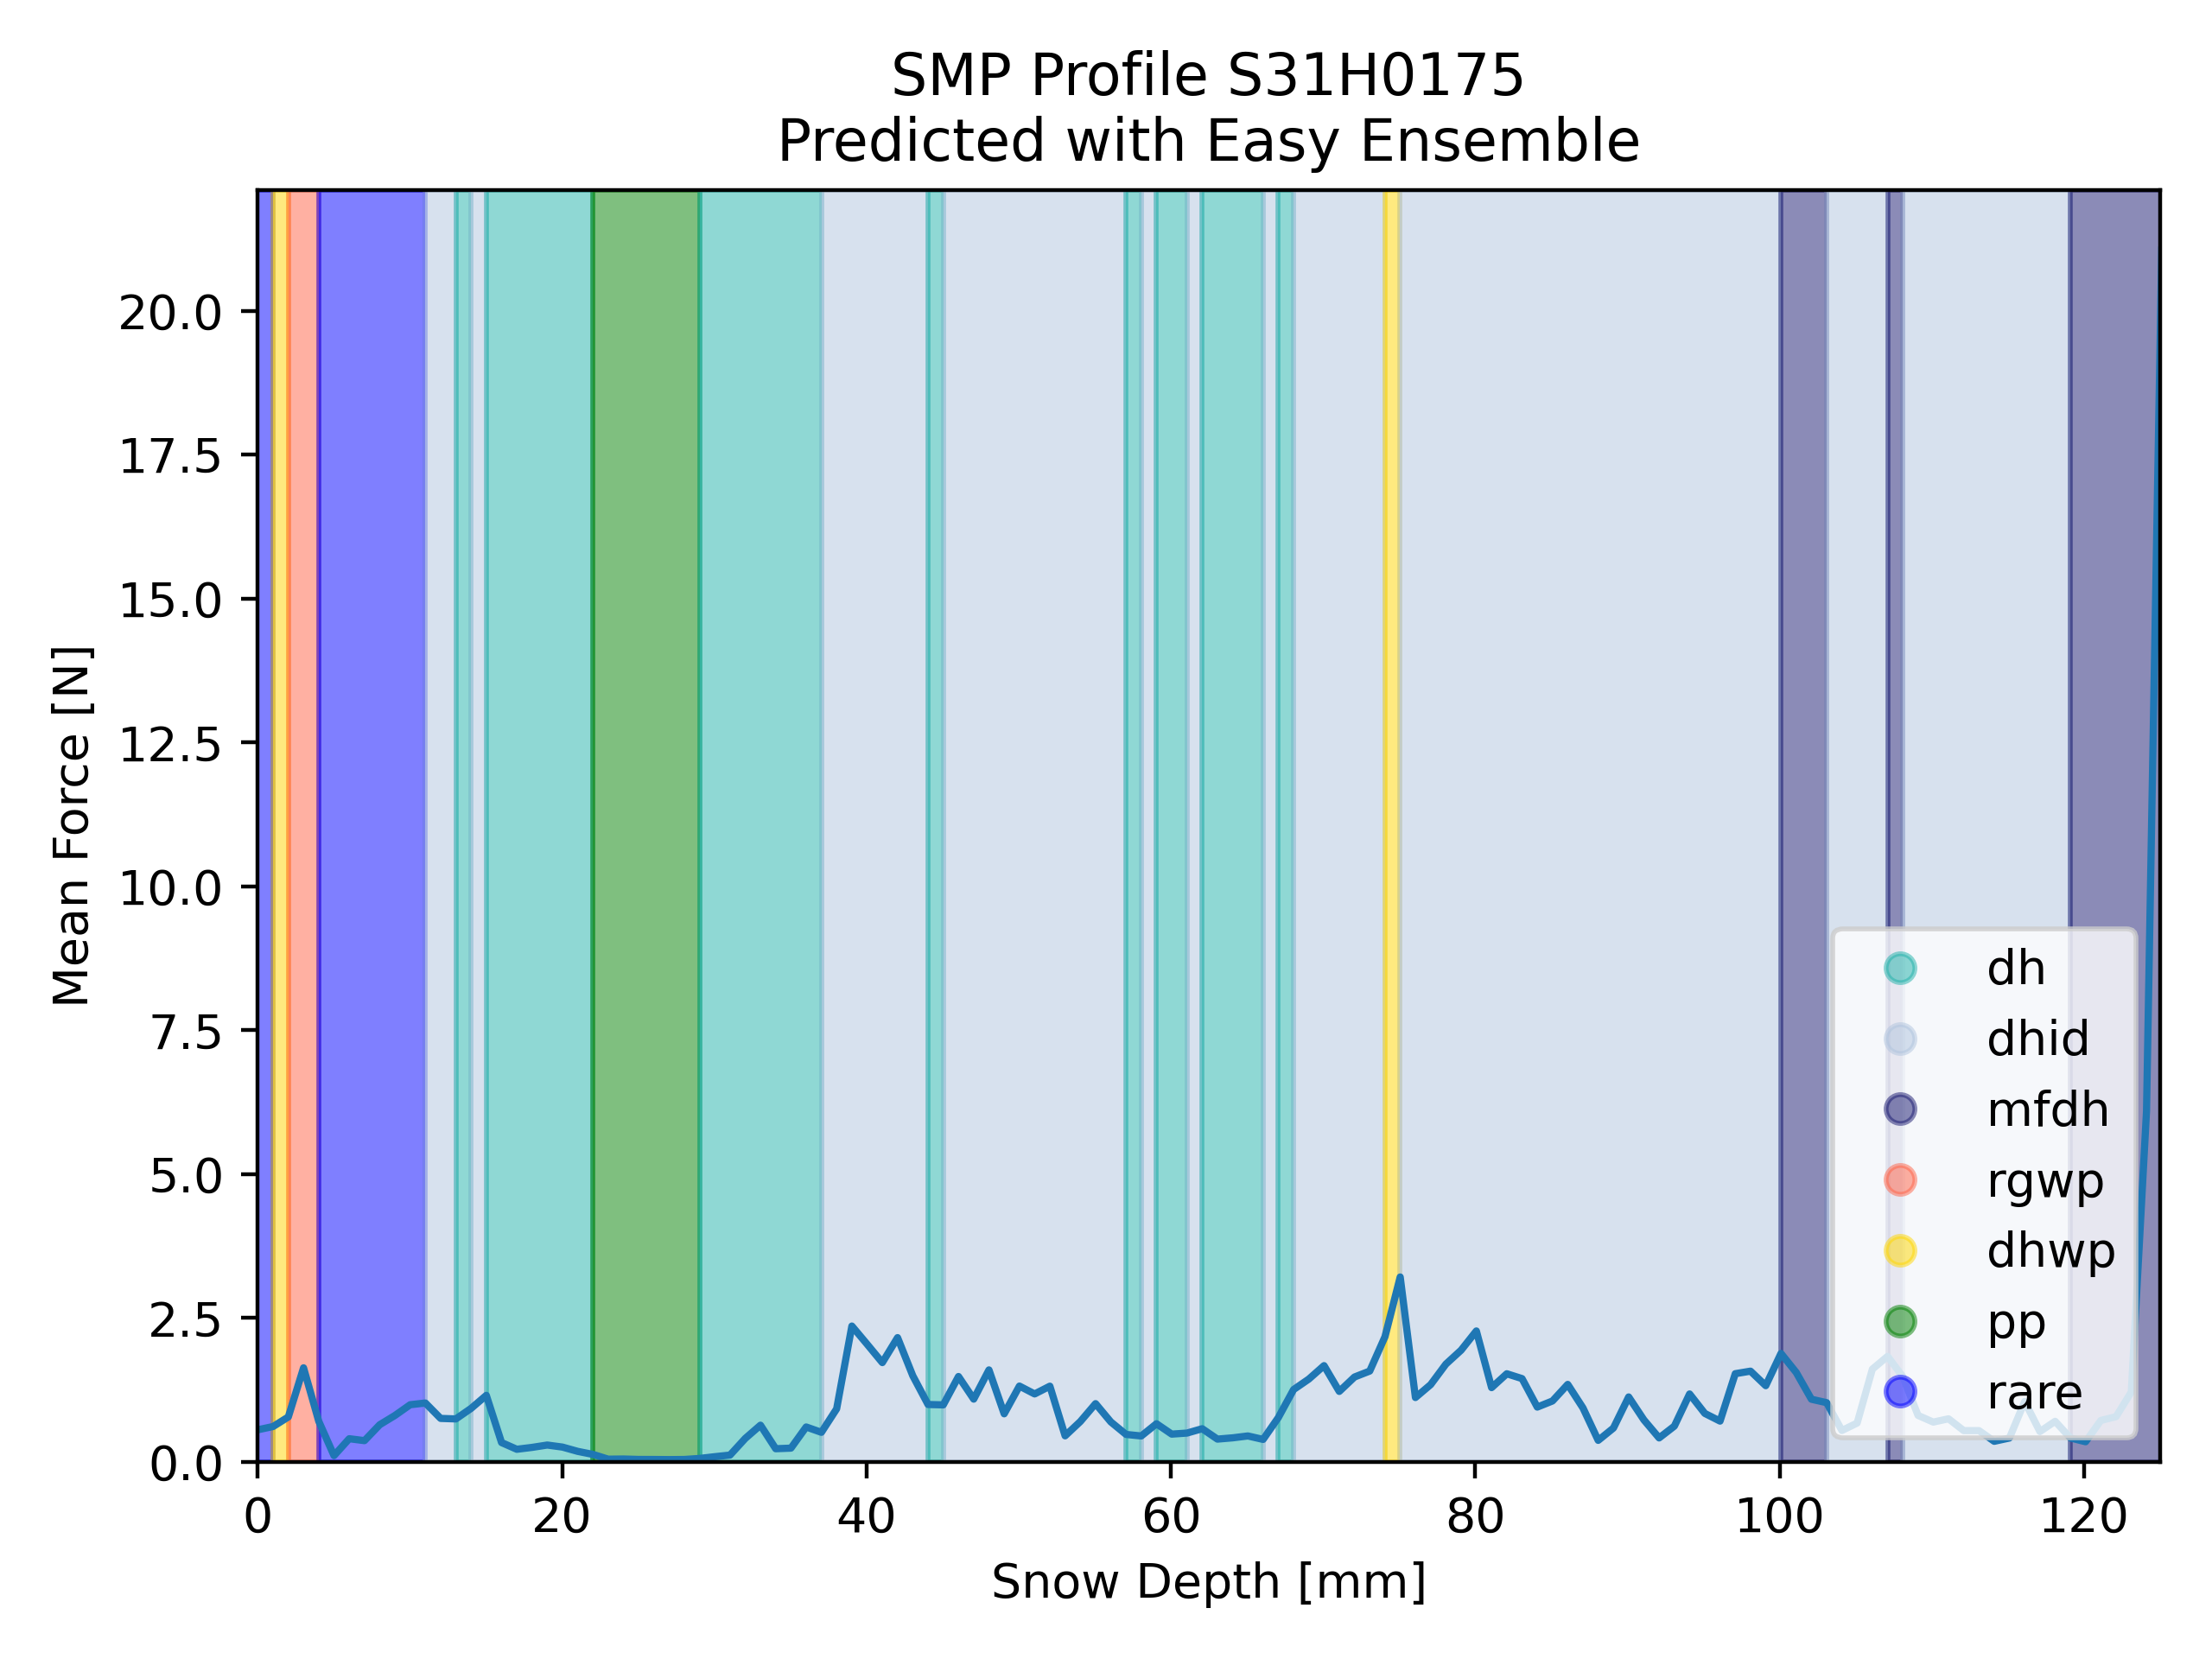 SMP Profile S31H0175
Predicted with Easy Ensemble
Mean Force [N]
20.0
17.5
15.0
12.5
10.0
7.5
5.0
2.5
0.0
dh
dhid
mfdh
rgwp
dhwp
pp
rare
0 20 40 60 80 100 120
Snow Depth [mm]